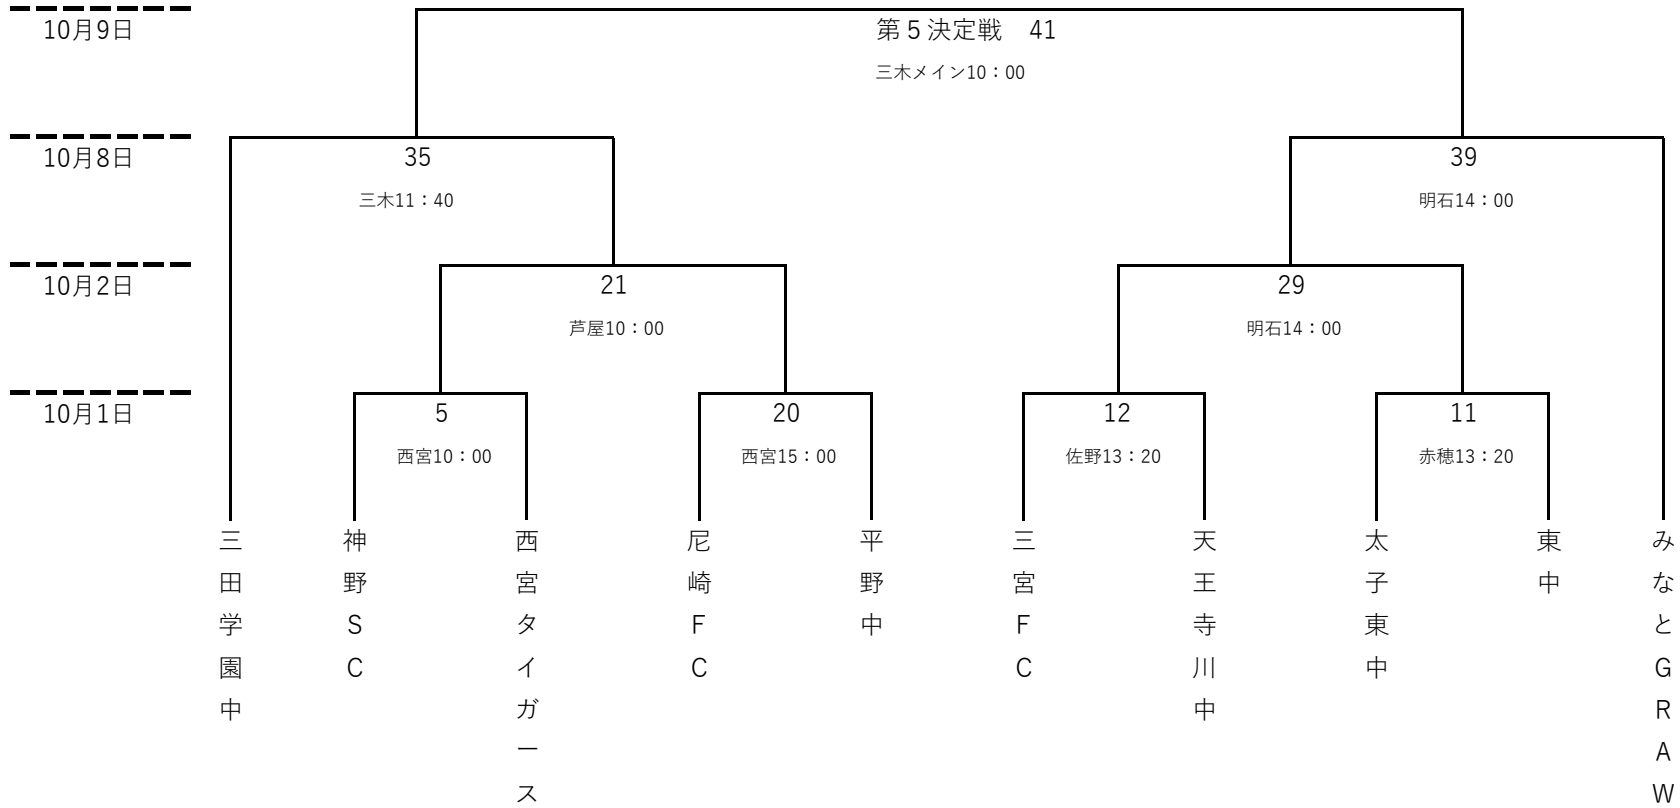 10月9日
第５決定戦　41
三木メイン10：00
10月8日
35
39
三木11：40
明石14：00
10月2日
21
29
芦屋10：00
明石14：00
10月1日
5
20
12
11
西宮10：00
西宮15：00
佐野13：20
赤穂13：20
三田学園中
神野ＳＣ
西宮タイガース
尼崎ＦＣ
平野中
三宮ＦＣ
天王寺川中
太子東中
東中
みなとＧＲＡＷ